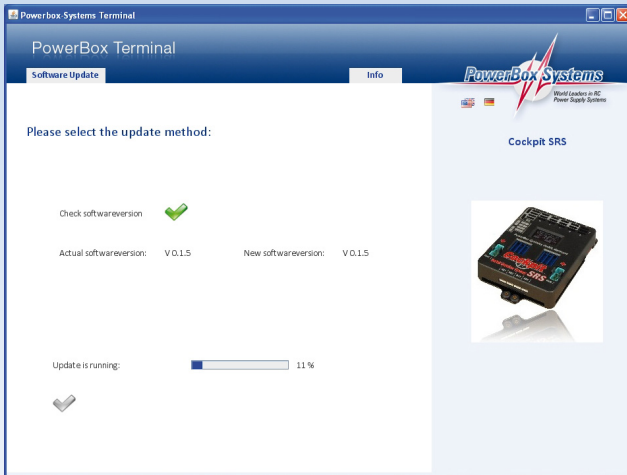 Powerbox-Systems Terminal
PowerBox Terminal
Software Update
Info
PowerBox Systems
World Leaders in RC
Power Supply Systems
Please select the update method:
Cockpit SRS
Check softwareversion
Actual softwareversion: V 0.1.5 New softwareversion: V 0.1.5
SRS
Update is running: 11 %